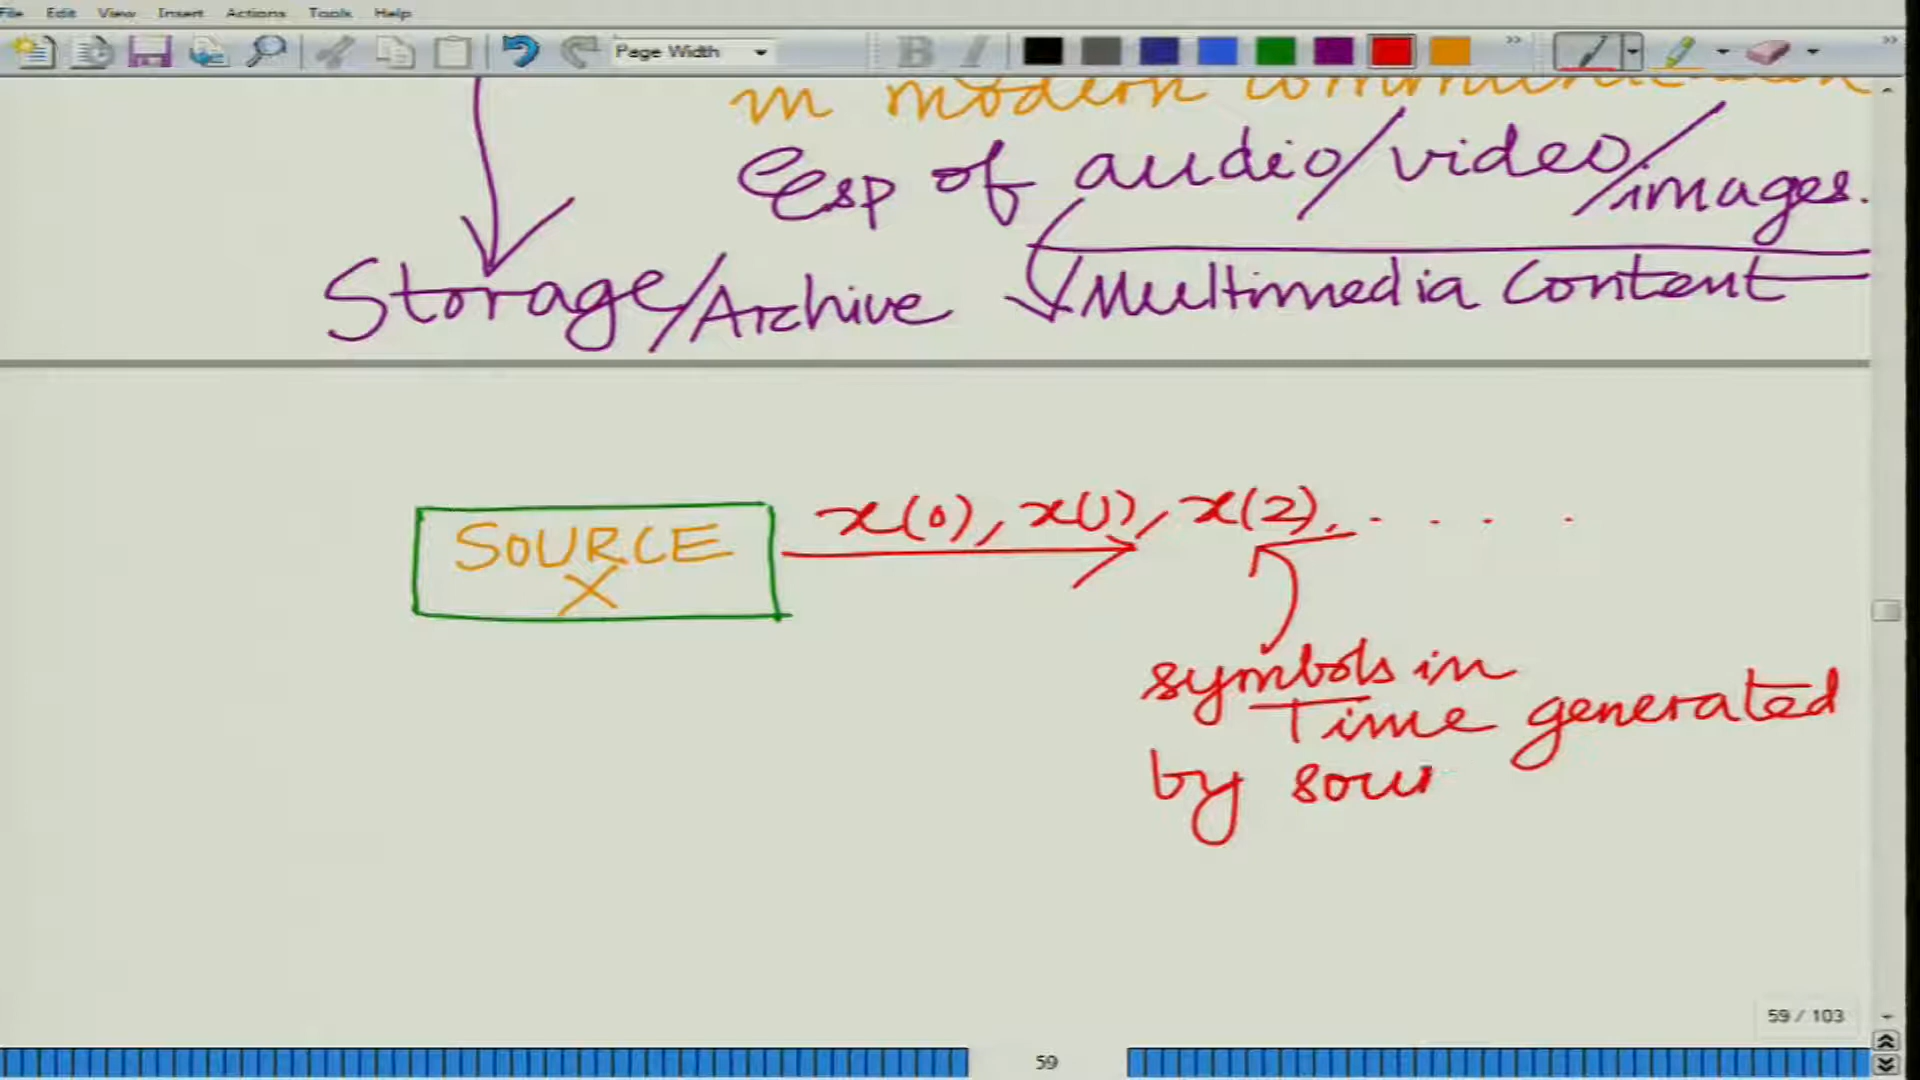 File Edit View Insert Actions Tools Help
Page Width
B I
in modern communication
Esp of audio/video/images.
Storage/Archive Multimedia Content
SOURCE
X
x(0), x(1), x(2), . . . .
symbols in
Time generated
by sour
59 / 103
59